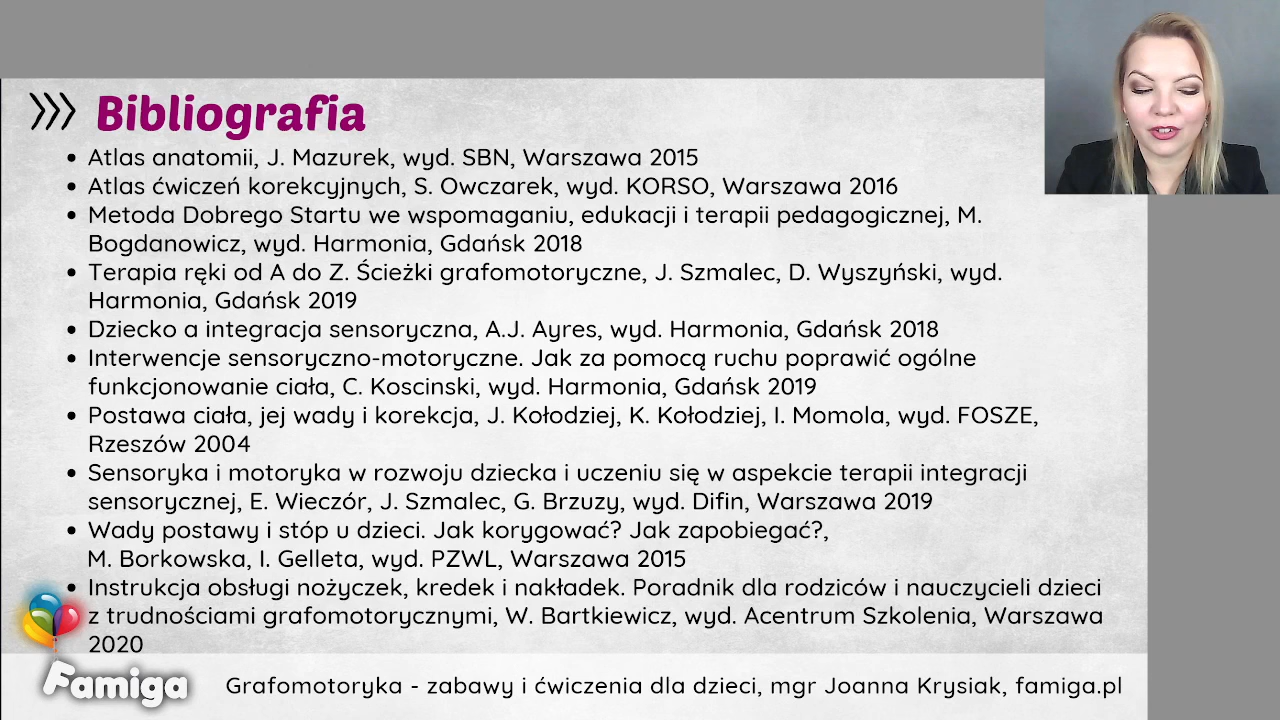 Bibliografia
• Atlas anatomii, J. Mazurek, wyd. SBN, Warszawa 2015
• Atlas ćwiczeń korekcyjnych, S. Owczarek, wyd. KORSO, Warszawa 2016
• Metoda Dobrego Startu we wspomaganiu, edukacji i terapii pedagogicznej, M.
Bogdanowicz, wyd. Harmonia, Gdańsk 2018
• Terapia ręki od A do Z. Ścieżki grafomotoryczne, J. Szmalec, D. Wyszyński, wyd.
Harmonia, Gdańsk 2019
• Dziecko a integracja sensoryczna, A.J. Ayres, wyd. Harmonia, Gdańsk 2018
• Interwencje sensoryczno-motoryczne. Jak za pomocą ruchu poprawić ogólne
funkcjonowanie ciała, C. Koscinski, wyd. Harmonia, Gdańsk 2019
• Postawa ciała, jej wady i korekcja, J. Kołodziej, K. Kołodziej, I. Momola, wyd. FOSZE,
Rzeszów 2004
• Sensoryka i motoryka w rozwoju dziecka i uczeniu się w aspekcie terapii integracji
sensorycznej, E. Wieczór, J. Szmalec, G. Brzuzy, wyd. Difin, Warszawa 2019
• Wady postawy i stóp u dzieci. Jak korygować? Jak zapobiegać?,
M. Borkowska, I. Gelleta, wyd. PZWL, Warszawa 2015
• Instrukcja obsługi nożyczek, kredek i nakładek. Poradnik dla rodziców i nauczycieli dzieci
z trudnościami grafomotorycznymi, W. Bartkiewicz, wyd. Acentrum Szkolenia, Warszawa
2020
Famiga
Grafomotoryka - zabawy i ćwiczenia dla dzieci, mgr Joanna Krysiak, famiga.pl